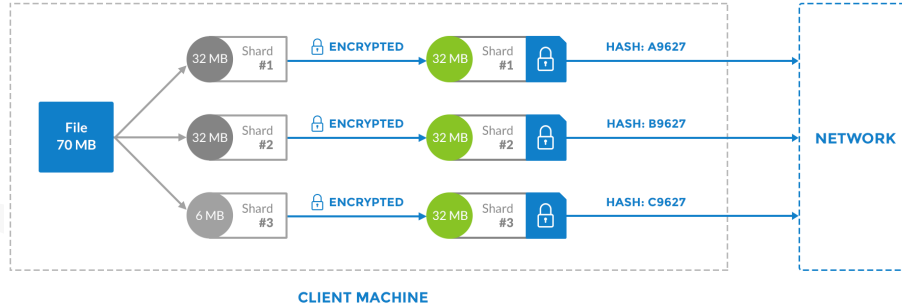 File
70 MB
32 MB
Shard
#1
ENCRYPTED
32 MB
Shard
#1
HASH: A9627
32 MB
Shard
#2
ENCRYPTED
32 MB
Shard
#2
HASH: B9627
6 MB
Shard
#3
ENCRYPTED
32 MB
Shard
#3
HASH: C9627
NETWORK
CLIENT MACHINE